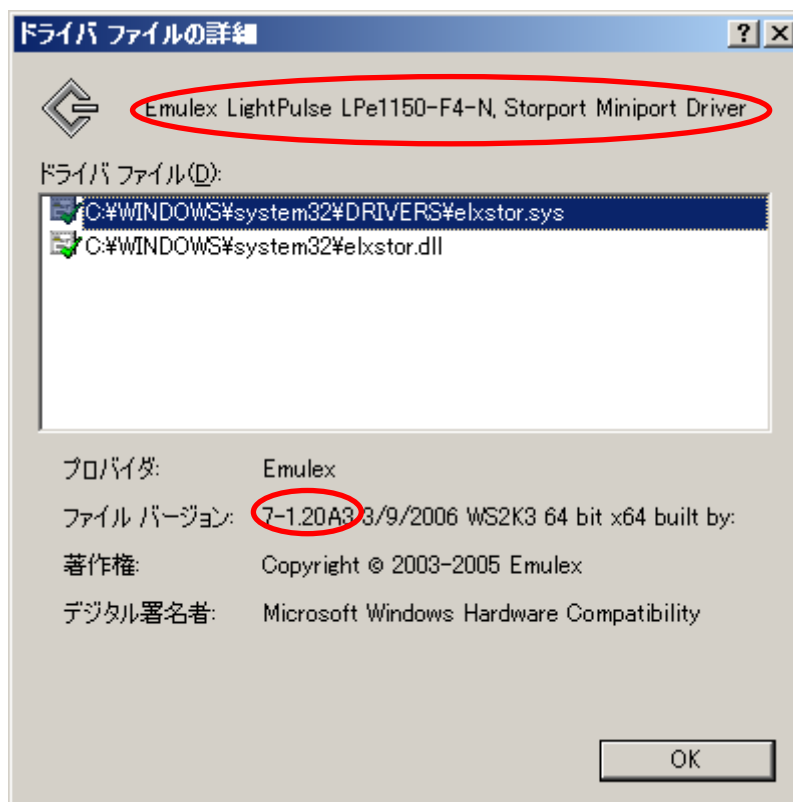 ドライバ ファイルの詳細
Emulex LightPulse LPe1150-F4-N, Storport Miniport Driver
ドライバ ファイル(D):
C:¥WINDOWS¥system32¥DRIVERS¥elxstor.sys
C:¥WINDOWS¥system32¥elxstor.dll
プロバイダ: Emulex
ファイル バージョン: 7-1.20A3 3/9/2006 WS2K3 64 bit x64 built by:
著作権: Copyright © 2003-2005 Emulex
デジタル署名者: Microsoft Windows Hardware Compatibility
OK